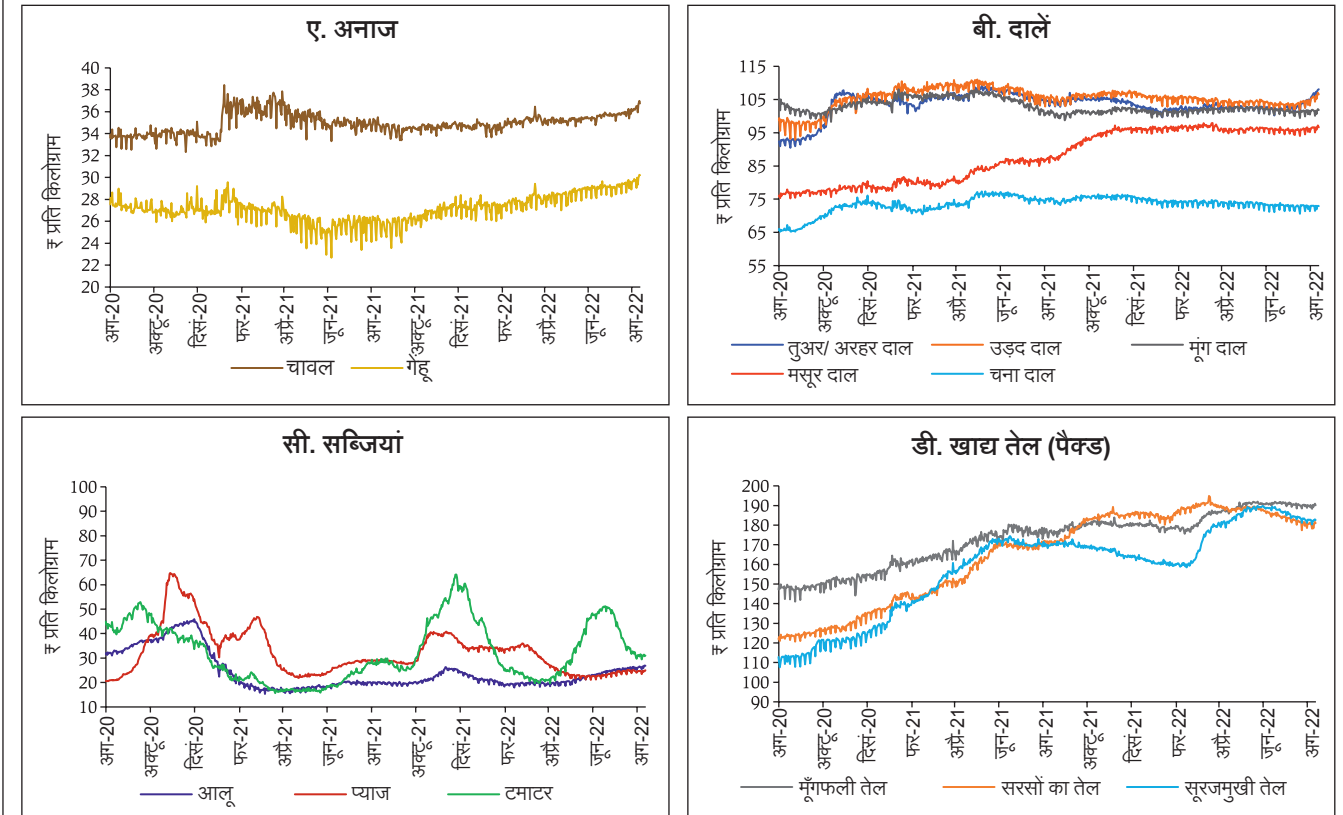 ए. अनाज
₹ प्रति किलोग्राम
40
38
36
34
32
30
28
26
24
22
20
अग-20
अक्टू-20
दिसं-20
फर-21
अप्रै-21
जून-21
अग-21
अक्टू-21
दिसं-21
फर-22
अप्रै-22
जून-22
अग-22
चावल
गेंहू
बी. दालें
₹ प्रति किलोग्राम
115
105
95
85
75
65
55
अग-20
अक्टू-20
दिसं-20
फर-21
अप्रै-21
जून-21
अग-21
अक्टू-21
दिसं-21
फर-22
अप्रै-22
जून-22
अग-22
तुअर/ अरहर दाल
उड़द दाल
मूंग दाल
मसूर दाल
चना दाल
सी. सब्जियां
₹ प्रति किलोग्राम
100
90
80
70
60
50
40
30
20
10
अग-20
अक्टू-20
दिसं-20
फर-21
अप्रै-21
जून-21
अग-21
अक्टू-21
दिसं-21
फर-22
अप्रै-22
जून-22
अग-22
आलू
प्याज
टमाटर
डी. खाद्य तेल (पैक्ड)
₹ प्रति किलोग्राम
200
190
180
170
160
150
140
130
120
110
100
90
अग-20
अक्टू-20
दिसं-20
फर-21
अप्रै-21
जून-21
अग-21
अक्टू-21
दिसं-21
फर-22
अप्रै-22
जून-22
अग-22
मूँगफली तेल
सरसों का तेल
सूरजमुखी तेल